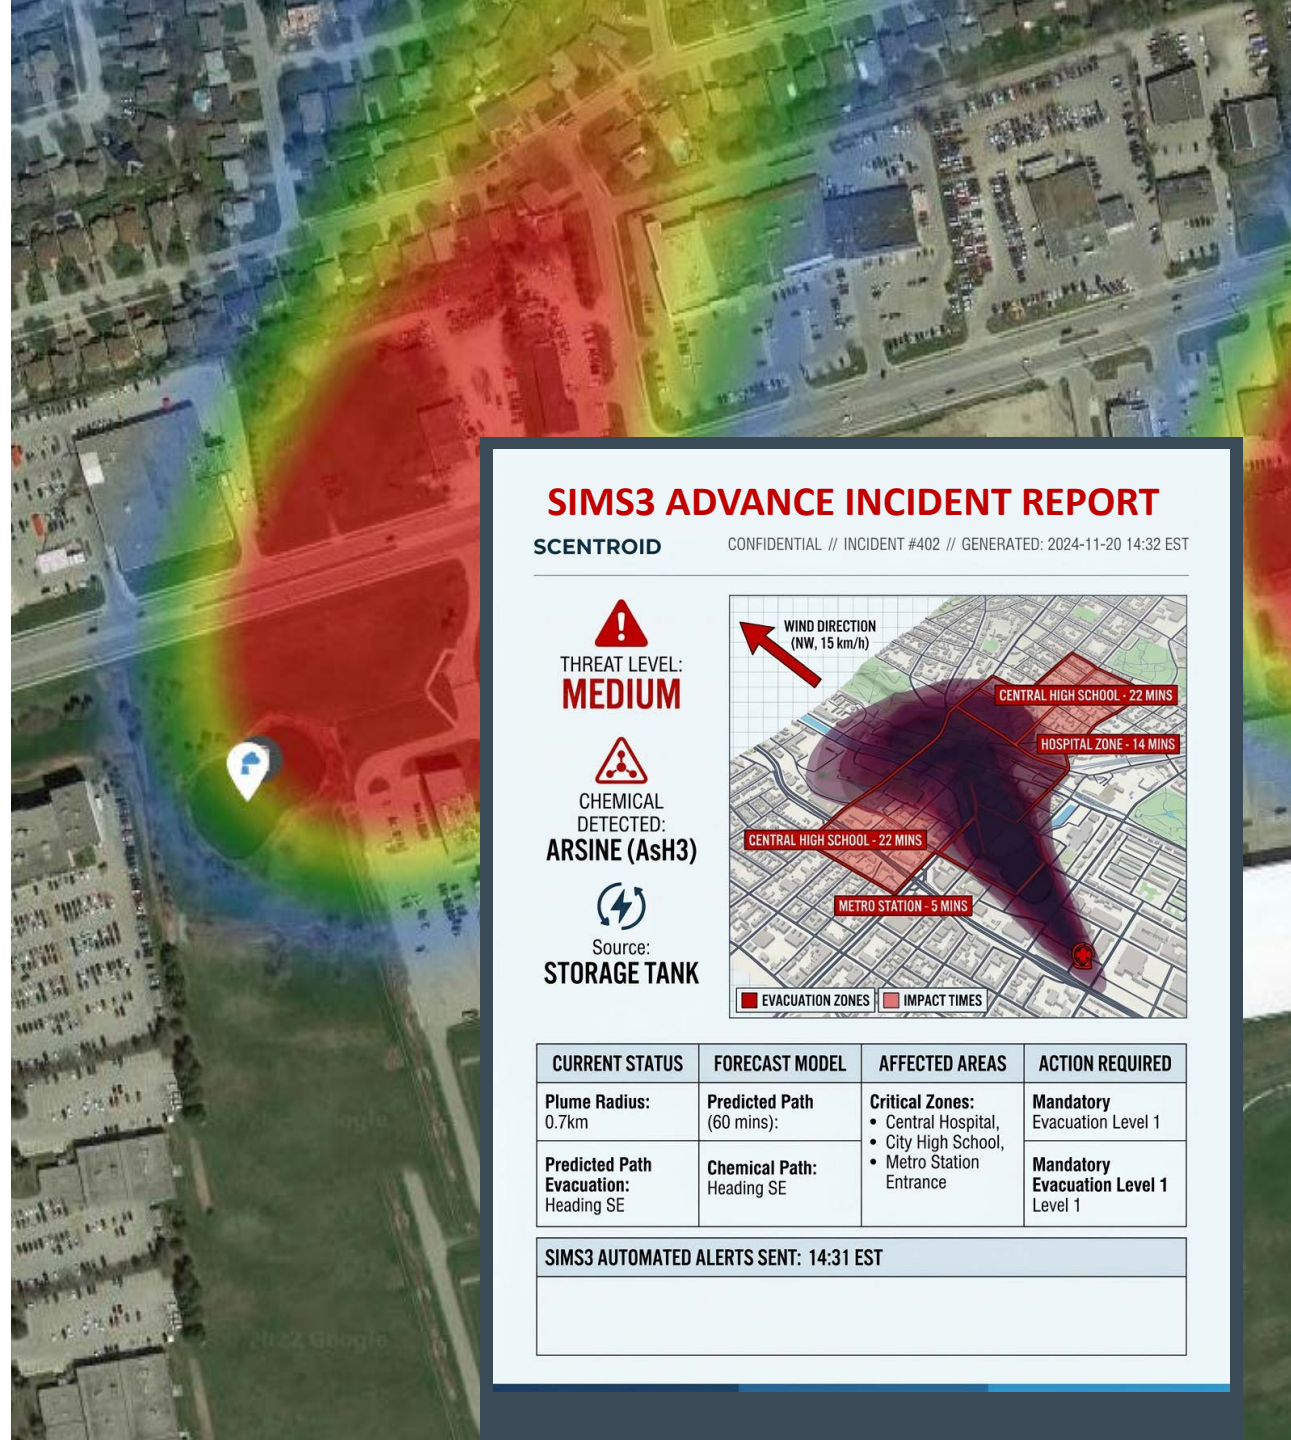 SIMS3 ADVANCE INCIDENT REPORT
SCENTROID
CONFIDENTIAL // INCIDENT #402 // GENERATED: 2024-11-20 14:32 EST
THREAT LEVEL:
MEDIUM
CHEMICAL
DETECTED:
ARSINE (AsH3)
Source:
STORAGE TANK
WIND DIRECTION
(NW, 15 km/h)
CENTRAL HIGH SCHOOL - 22 MINS
HOSPITAL ZONE - 14 MINS
CENTRAL HIGH SCHOOL - 22 MINS
METRO STATION - 5 MINS
EVACUATION ZONES
IMPACT TIMES
CURRENT STATUS
FORECAST MODEL
AFFECTED AREAS
ACTION REQUIRED
Plume Radius:
0.7km
Predicted Path
(60 mins):
Critical Zones:
• Central Hospital,
• City High School,
• Metro Station
Entrance
Mandatory
Evacuation Level 1
Predicted Path
Evacuation:
Heading SE
Chemical Path:
Heading SE
Mandatory
Evacuation Level 1
Level 1
SIMS3 AUTOMATED ALERTS SENT: 14:31 EST
2022 Google